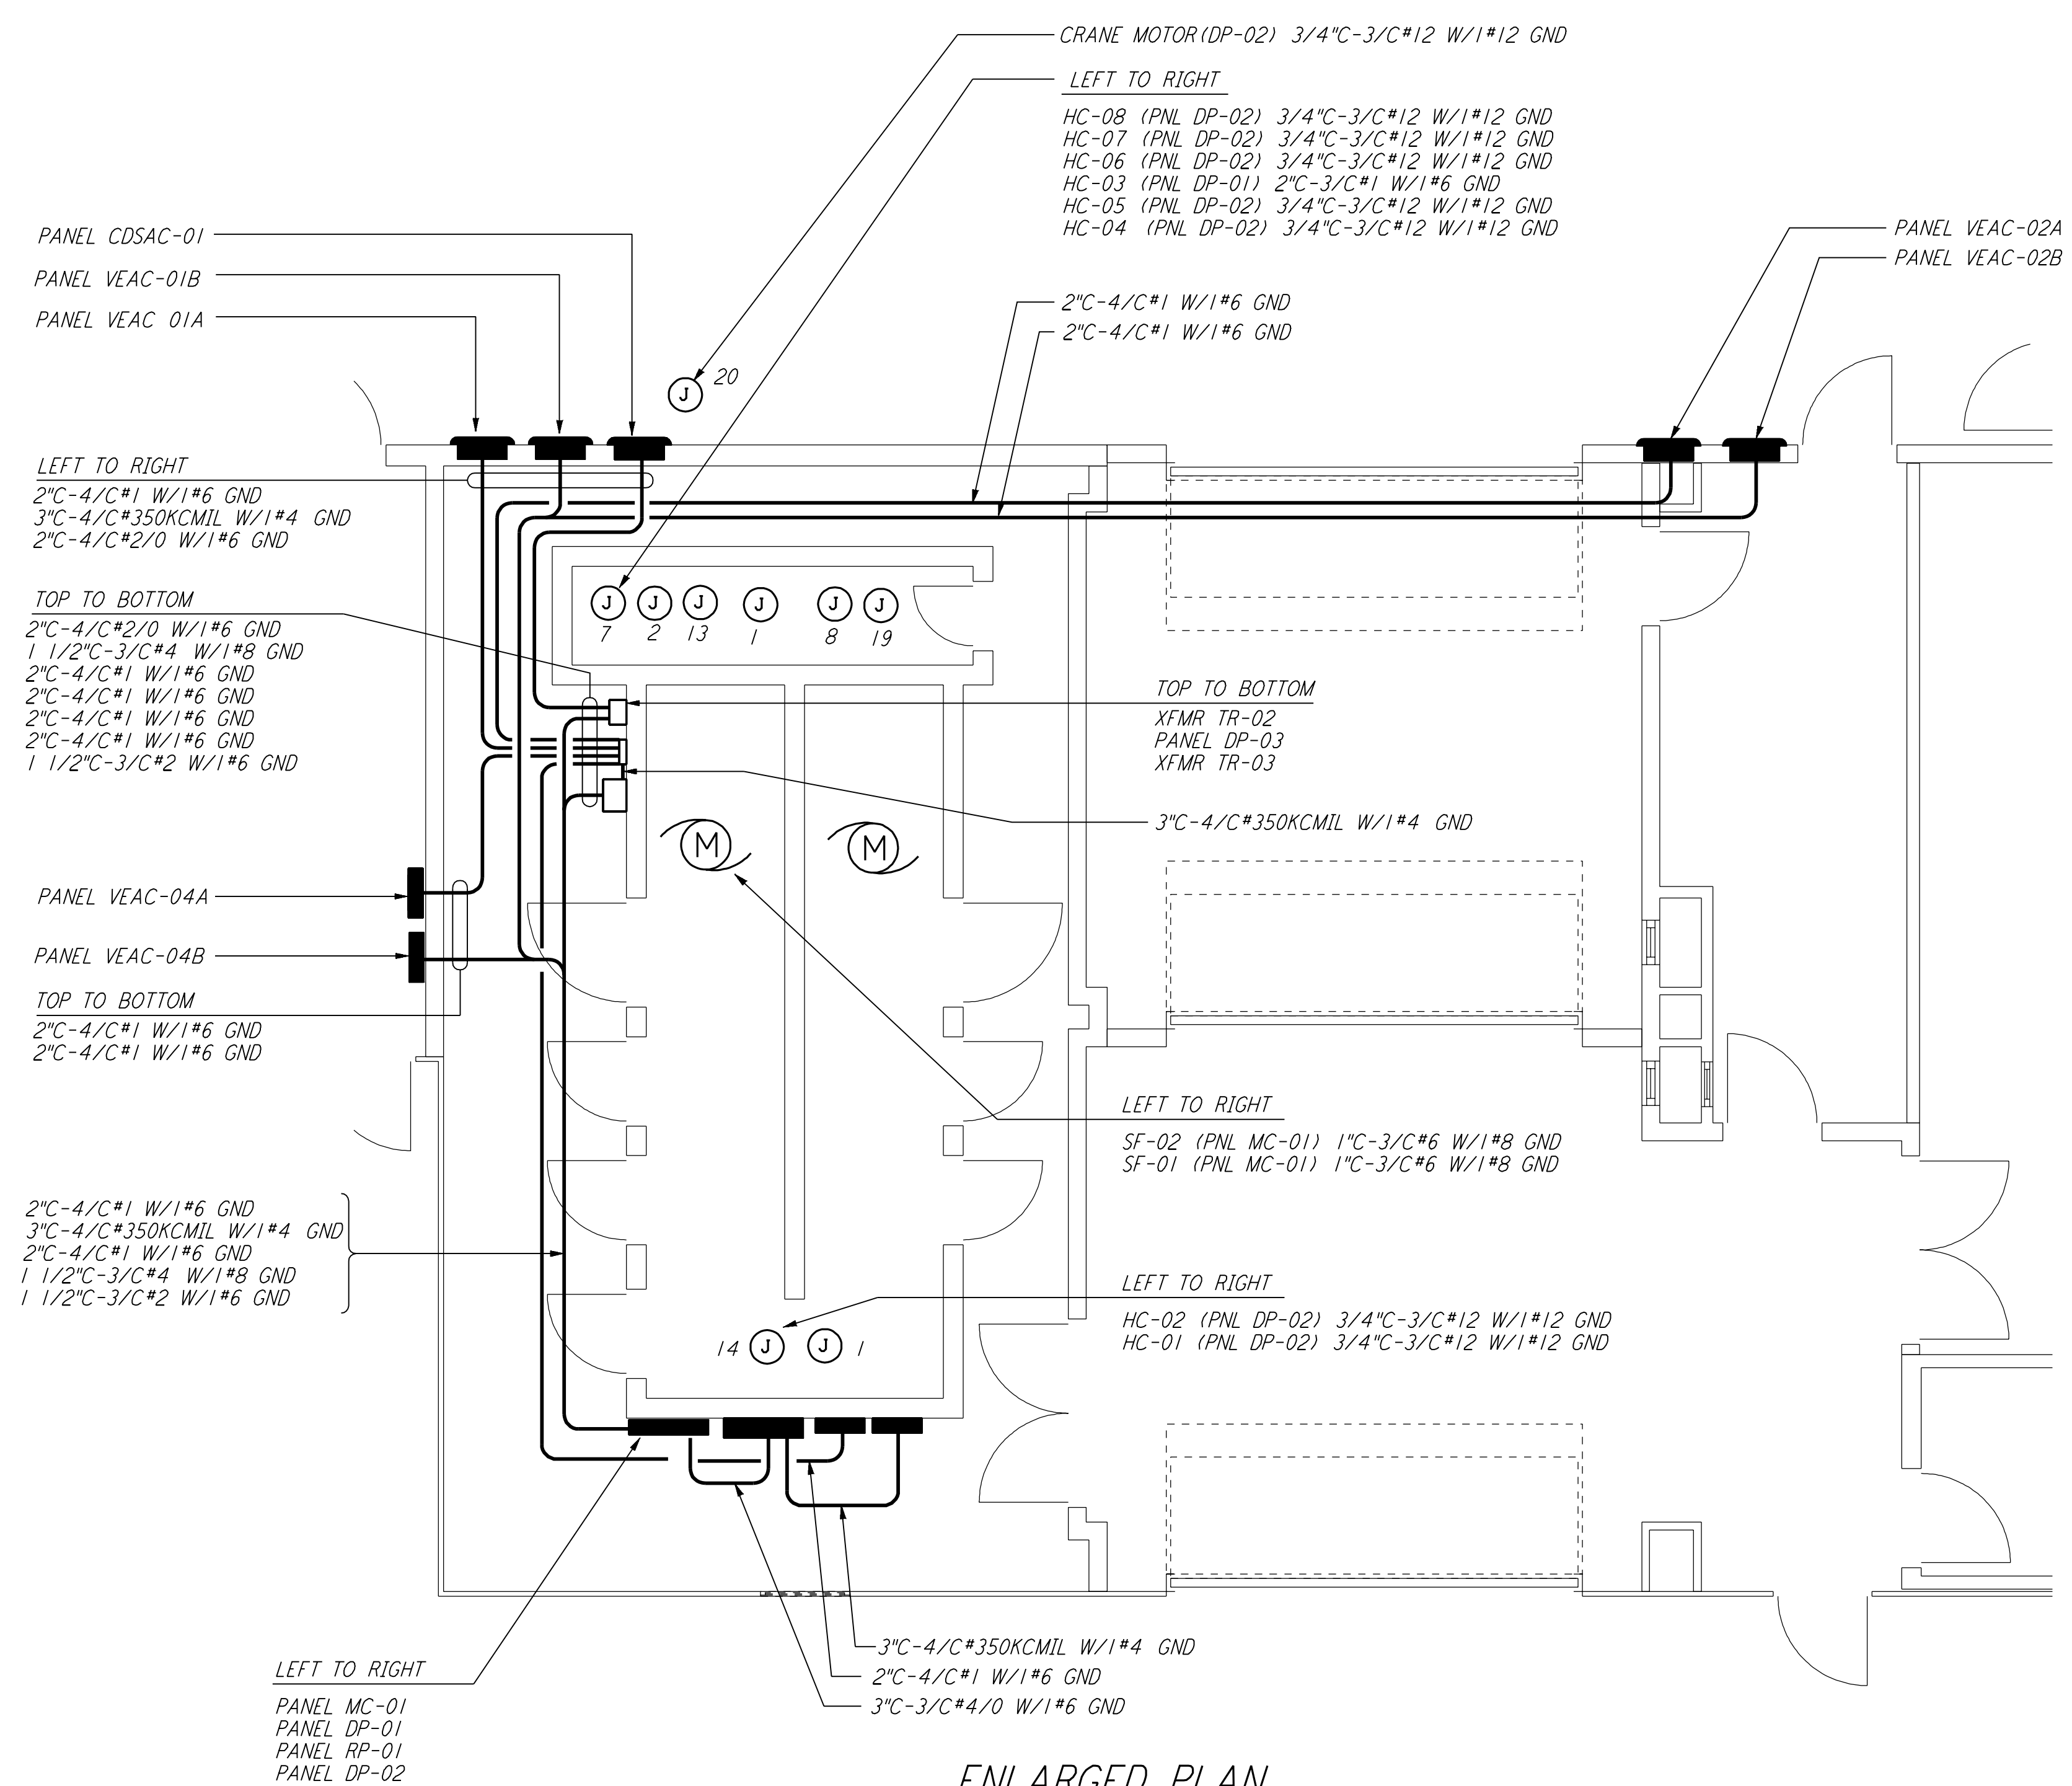 CRANE MOTOR(DP-02) 3/4"C-3/C#12 W/1#12 GND
LEFT TO RIGHT
HC-08 (PNL DP-02) 3/4"C-3/C#12 W/1#12 GND
HC-07 (PNL DP-02) 3/4"C-3/C#12 W/1#12 GND
HC-06 (PNL DP-02) 3/4"C-3/C#12 W/1#12 GND
HC-03 (PNL DP-01) 2"C-3/C#1 W/1#6 GND
HC-05 (PNL DP-02) 3/4"C-3/C#12 W/1#12 GND
HC-04 (PNL DP-02) 3/4"C-3/C#12 W/1#12 GND
PANEL CDSAC-01
PANEL VEAC-01B
PANEL VEAC 01A
PANEL VEAC-02A
PANEL VEAC-02B
2"C-4/C#1 W/1#6 GND
2"C-4/C#1 W/1#6 GND
J 20
LEFT TO RIGHT
2"C-4/C#1 W/1#6 GND
3"C-4/C#350KCMIL W/1#4 GND
2"C-4/C#2/0 W/1#6 GND
TOP TO BOTTOM
2"C-4/C#2/0 W/1#6 GND
1 1/2"C-3/C#4 W/1#8 GND
2"C-4/C#1 W/1#6 GND
2"C-4/C#1 W/1#6 GND
2"C-4/C#1 W/1#6 GND
2"C-4/C#1 W/1#6 GND
1 1/2"C-3/C#2 W/1#6 GND
J J J J J J
7 2 13 1 8 19
TOP TO BOTTOM
XFMR TR-02
PANEL DP-03
XFMR TR-03
3"C-4/C#350KCMIL W/1#4 GND
M M
PANEL VEAC-04A
PANEL VEAC-04B
TOP TO BOTTOM
2"C-4/C#1 W/1#6 GND
2"C-4/C#1 W/1#6 GND
LEFT TO RIGHT
SF-02 (PNL MC-01) 1"C-3/C#6 W/1#8 GND
SF-01 (PNL MC-01) 1"C-3/C#6 W/1#8 GND
2"C-4/C#1 W/1#6 GND
3"C-4/C#350KCMIL W/1#4 GND
2"C-4/C#1 W/1#6 GND
1 1/2"C-3/C#4 W/1#8 GND
1 1/2"C-3/C#2 W/1#6 GND
LEFT TO RIGHT
HC-02 (PNL DP-02) 3/4"C-3/C#12 W/1#12 GND
HC-01 (PNL DP-02) 3/4"C-3/C#12 W/1#12 GND
14 J J 1
3"C-4/C#350KCMIL W/1#4 GND
2"C-4/C#1 W/1#6 GND
3"C-3/C#4/0 W/1#6 GND
LEFT TO RIGHT
PANEL MC-01
PANEL DP-01
PANEL RP-01
PANEL DP-02
ENLARGED PLAN